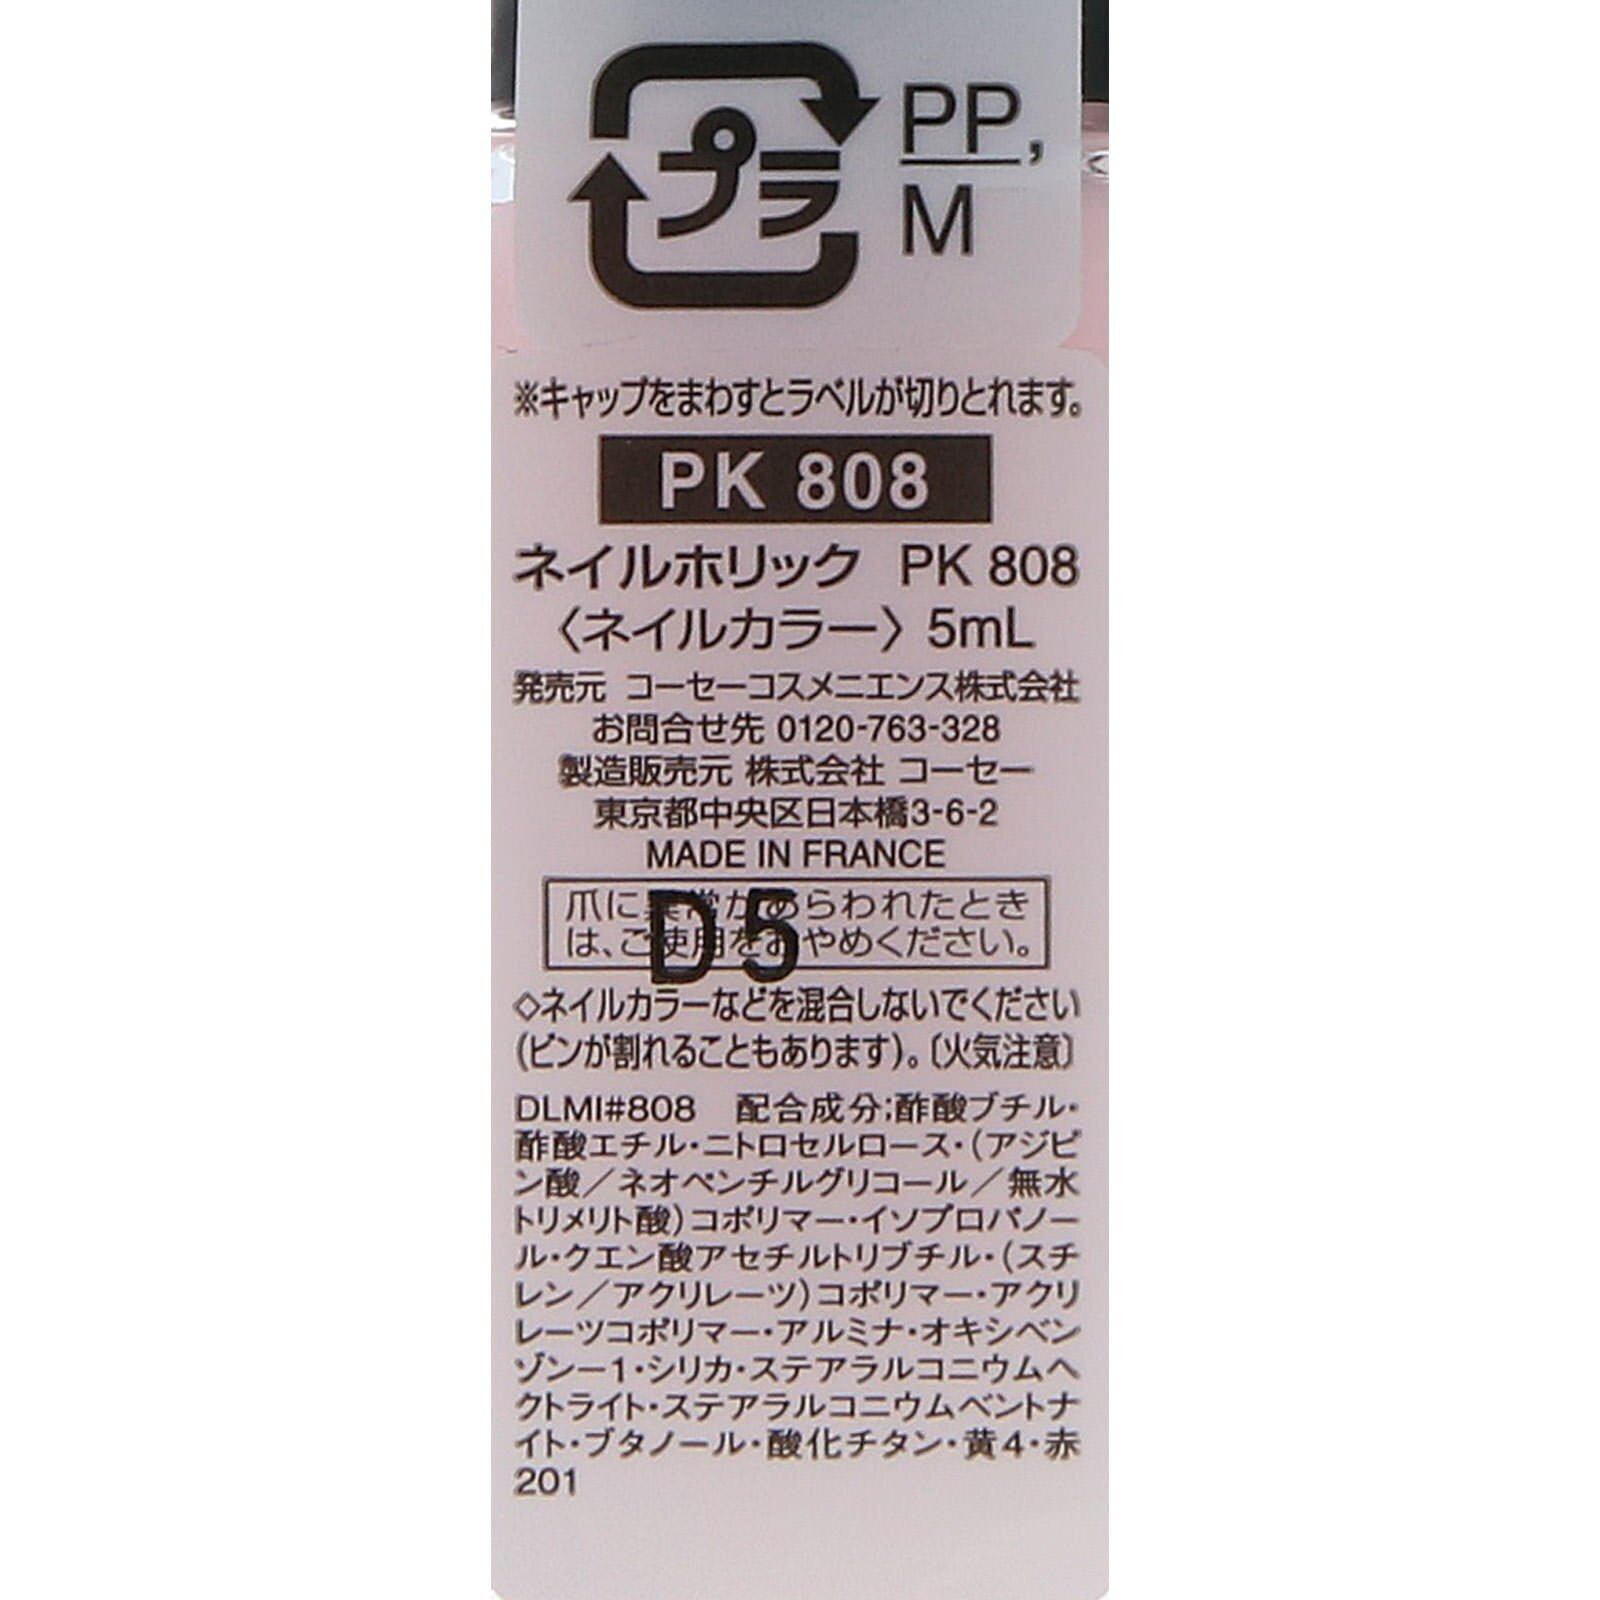 プラ
PP,
M
※キャップをまわすとラベルが切りとれます。
PK 808
ネイルホリック PK 808
〈ネイルカラー〉5mL
発売元 コーセーコスメニエンス株式会社
お問合せ先 0120-763-328
製造販売元 株式会社 コーセー
東京都中央区日本橋3-6-2
MADE IN FRANCE
爪に異常があらわれたとき
は、ご使用をおやめください。
D5
◇ネイルカラーなどを混合しないでください
(ビンが割れることもあります)。〔火気注意〕
DLMI#808 配合成分;酢酸ブチル・
酢酸エチル・ニトロセルロース・(アジピ
ン酸/ネオペンチルグリコール/無水
トリメリト酸)コポリマー・イソプロパノー
ル・クエン酸アセチルトリブチル・(スチ
レン/アクリレーツ)コポリマー・アクリ
レーツコポリマー・アルミナ・オキシベン
ゾンー1・シリカ・ステアラルコニウムヘ
クトライト・ステアラルコニウムベントナ
イト・ブタノール・酸化チタン・黄4・赤
201